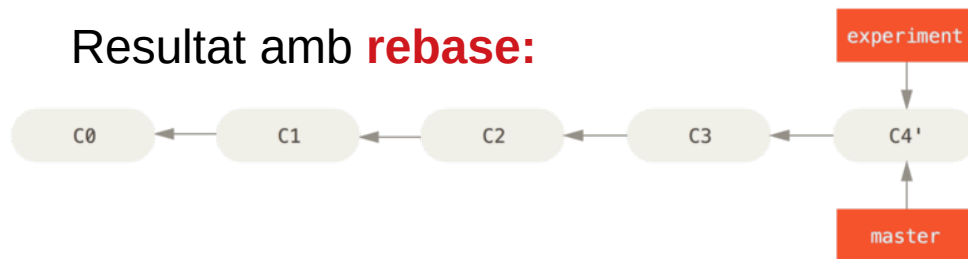 Resultat amb rebase:
experiment
C0
C1
C2
C3
C4'
master